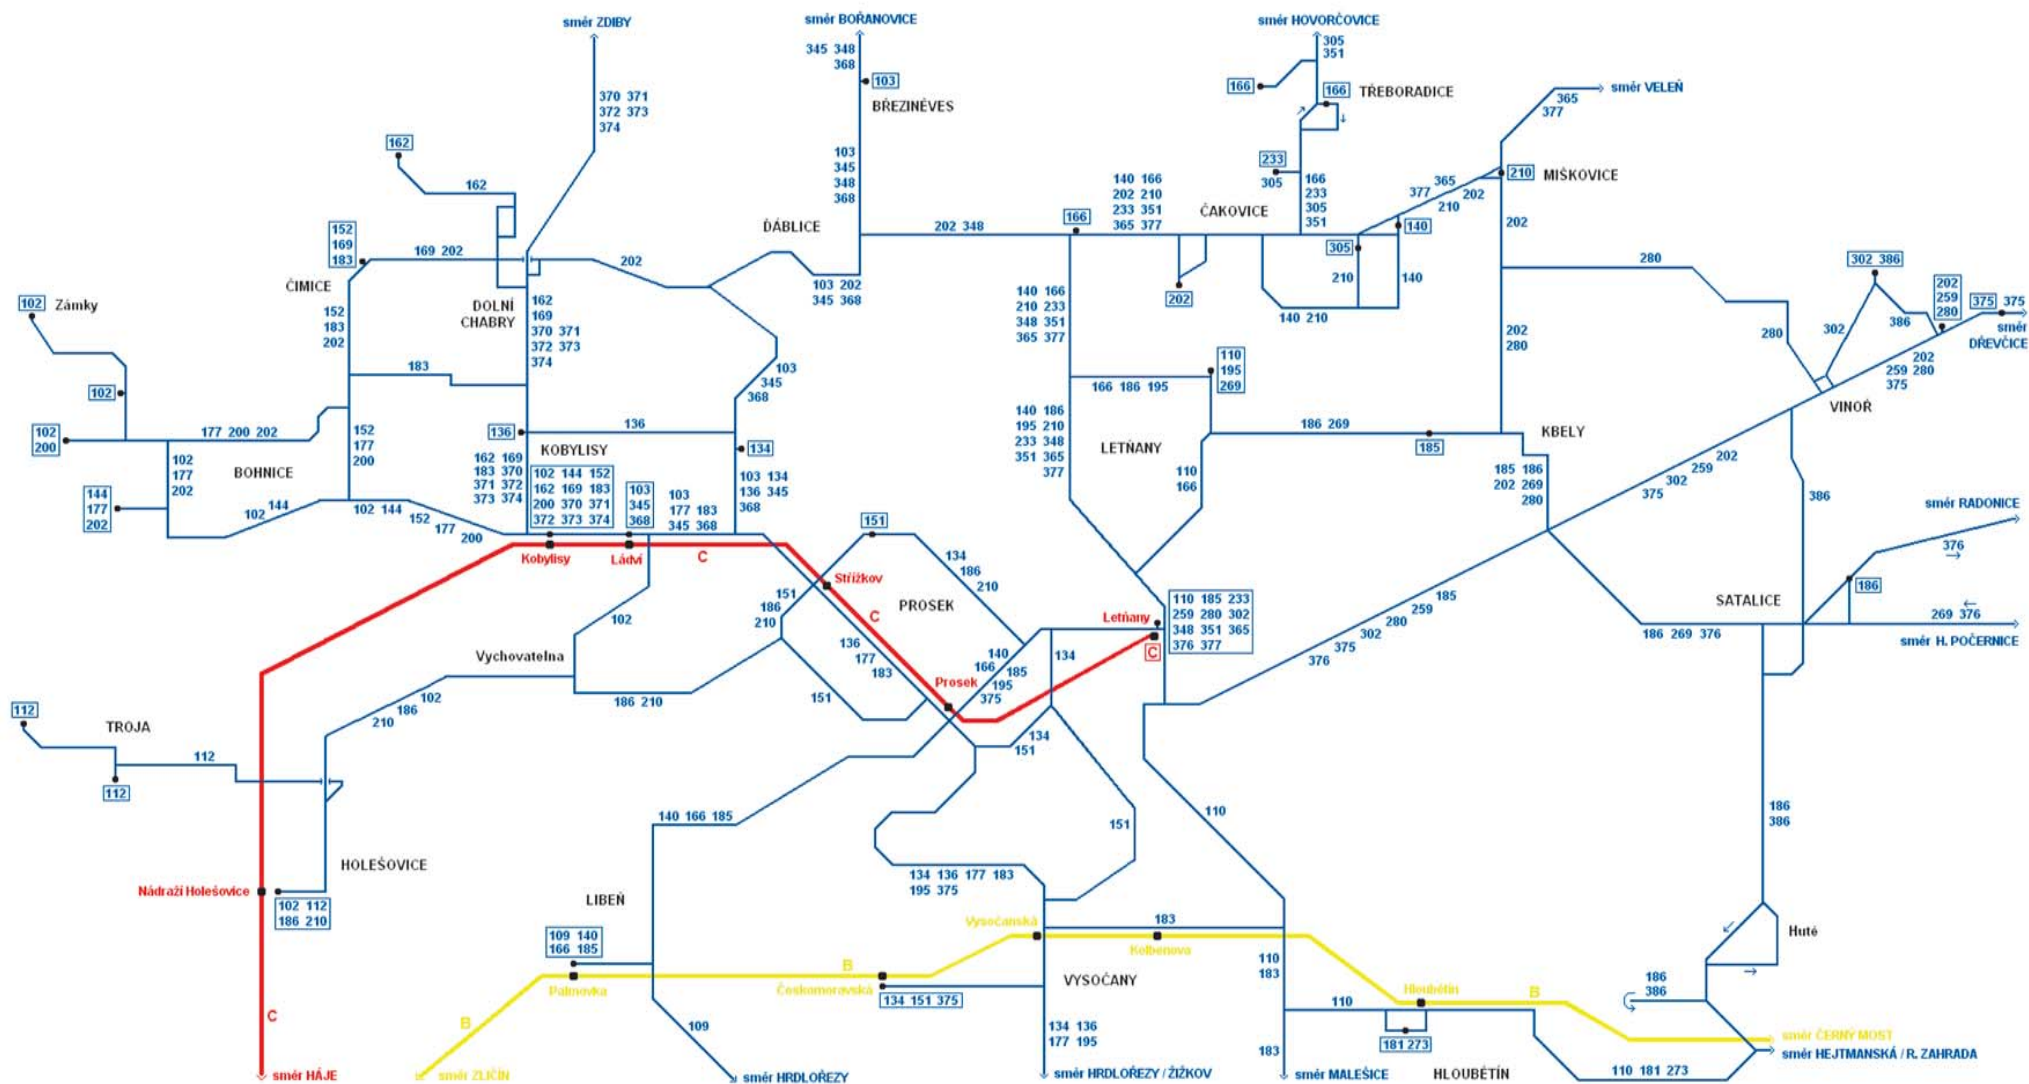 směr ZDIBY
směr BOŘANOVICE
směr HOVORČOVICE
345 348
368
103
BŘEZINĚVES
305
351
166
166
TŘEBORADICE
365
377
směr VELEŇ
370 371
372 373
374
162
162
103
345
348
368
233
305
166
233
305
351
210
MIŠKOVICE
377
365
210
202
140 166
202 210
233 351
365 377
ČAKOVICE
166
202 348
ĎÁBLICE
140
305
202
152
169
183
169 202
202
ČIMICE
280
302 386
202
259
280
375
375
směr
DŘEVČICE
102
Zámky
DOLNÍ
CHABRY
162
169
370 371
372 373
374
103 202
345 368
202
210
140
140 210
140 166
210 233
348 351
365 377
152
183
202
202
280
280
302
386
202
259 280
375
VINOŘ
183
103
345
368
110
195
269
166 186 195
102
102
200
177 200 202
BOHNICE
152
177
200
136
136
KOBYLISY
134
140 186
195 210
233 348
351 365
377
LETŇANY
186 269
185
KBELY
102
177
202
144
177
202
102
144
102 144
152
177
200
162 169
183 370
371 372
373 374
102 144 152
162 169 183
200 370 371
372 373 374
103
345
368
103
177 183
345 368
103 134
136 345
368
110
166
185 186
202 269
280
375
302
259
202
386
směr RADONICE
376
→
Kobylisy
Ládví
C
151
134
186
210
Střížkov
PROSEK
C
151
186
210
102
Vychovatelna
136
177
183
Letňany
C
110 185 233
259 280 302
348 351 365
376 377
SATALICE
186
186 269 376
←
269 376
směr H. POČERNICE
376
375
302
280
259
185
134
140
166
185
195
375
Prosek
151
186 210
210
186
102
134
151
112
TROJA
112
112
HOLEŠOVICE
140 166 185
151
110
186
386
Nádraží Holešovice
102 112
186 210
LIBEŇ
134 136 177 183
195 375
Vysočanská
183
Kolbenova
Huté
109 140
166 185
B
Palmovka
Českomoravská
134 151 375
VYSOČANY
110
183
110
Hloubětín
B
186
386
C
B
109
134 136
177 195
183
181 273
HLOUBĚTÍN
110 181 273
směr ČERNÝ MOST
směr HEJTMANSKÁ / R. ZAHRADA
směr HÁJE
směr ZLIČÍN
směr HRDLOŘEZY
směr HRDLOŘEZY / ŽIŽKOV
směr MALEŠICE